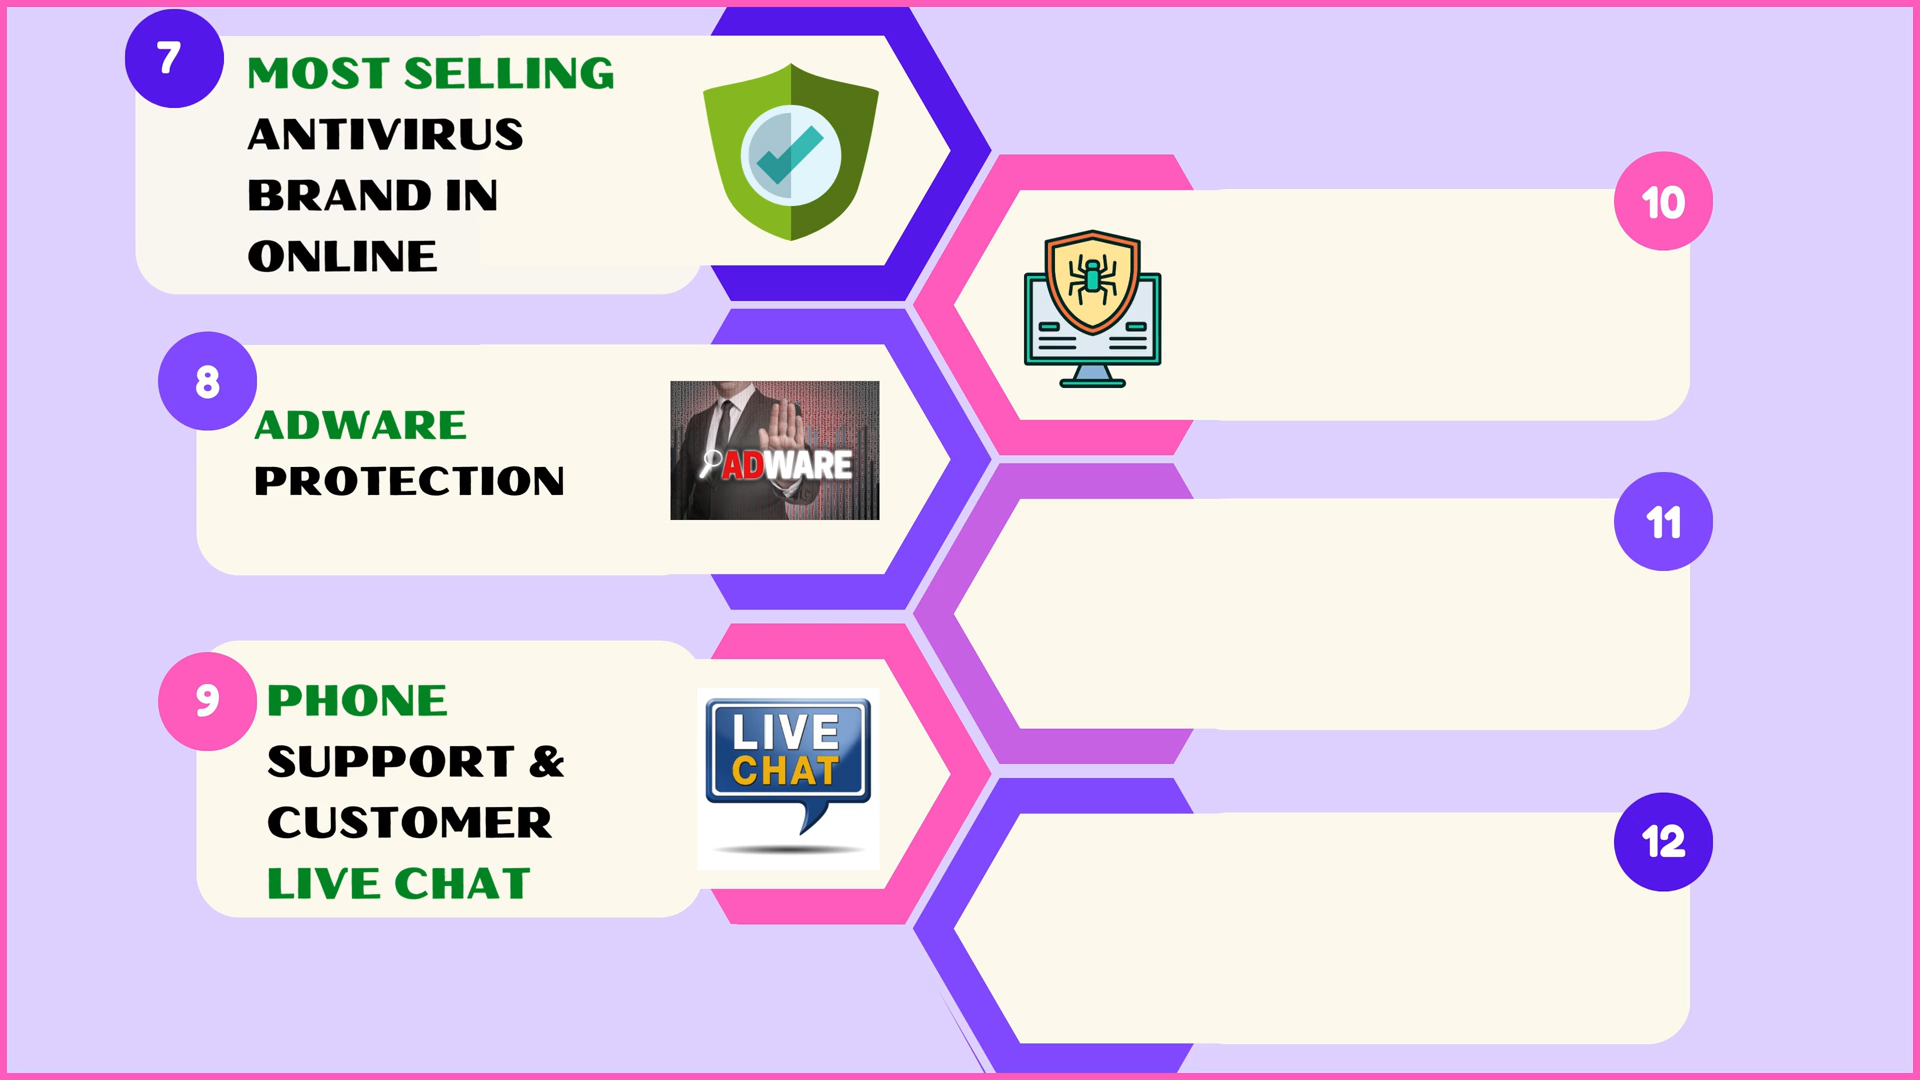 7
MOST SELLING
ANTIVIRUS
BRAND IN
ONLINE
8
ADWARE
PROTECTION
ADWARE
9
PHONE
SUPPORT &
CUSTOMER
LIVE CHAT
LIVE
CHAT
10
11
12